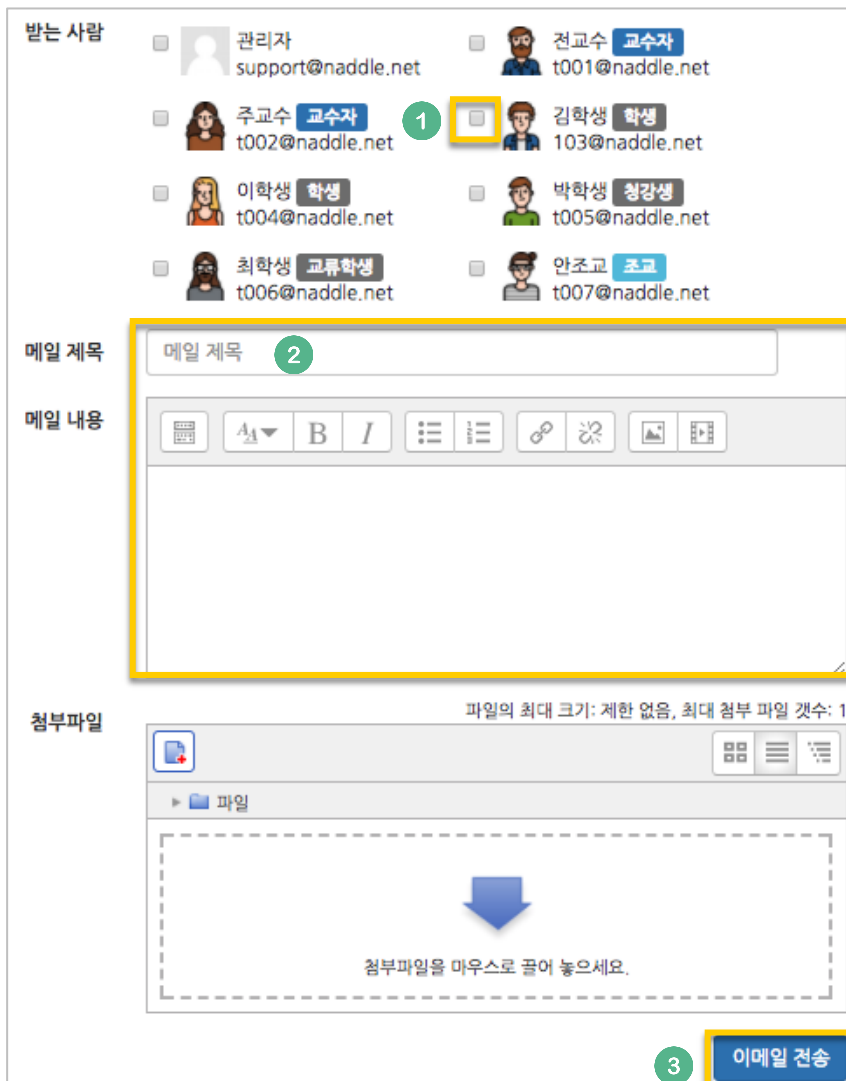 받는 사람
관리자
support@naddle.net
전교수 교수자
t001@naddle.net
주교수 교수자
t002@naddle.net
1
김학생 학생
103@naddle.net
이학생 학생
t004@naddle.net
박학생 청강생
t005@naddle.net
최학생 교류학생
t006@naddle.net
안조교 조교
t007@naddle.net
메일 제목
메일 제목 2
메일 내용
B I
첨부파일
파일의 최대 크기: 제한 없음, 최대 첨부 파일 갯수: 1
파일
첨부파일을 마우스로 끌어 놓으세요.
3 이메일 전송